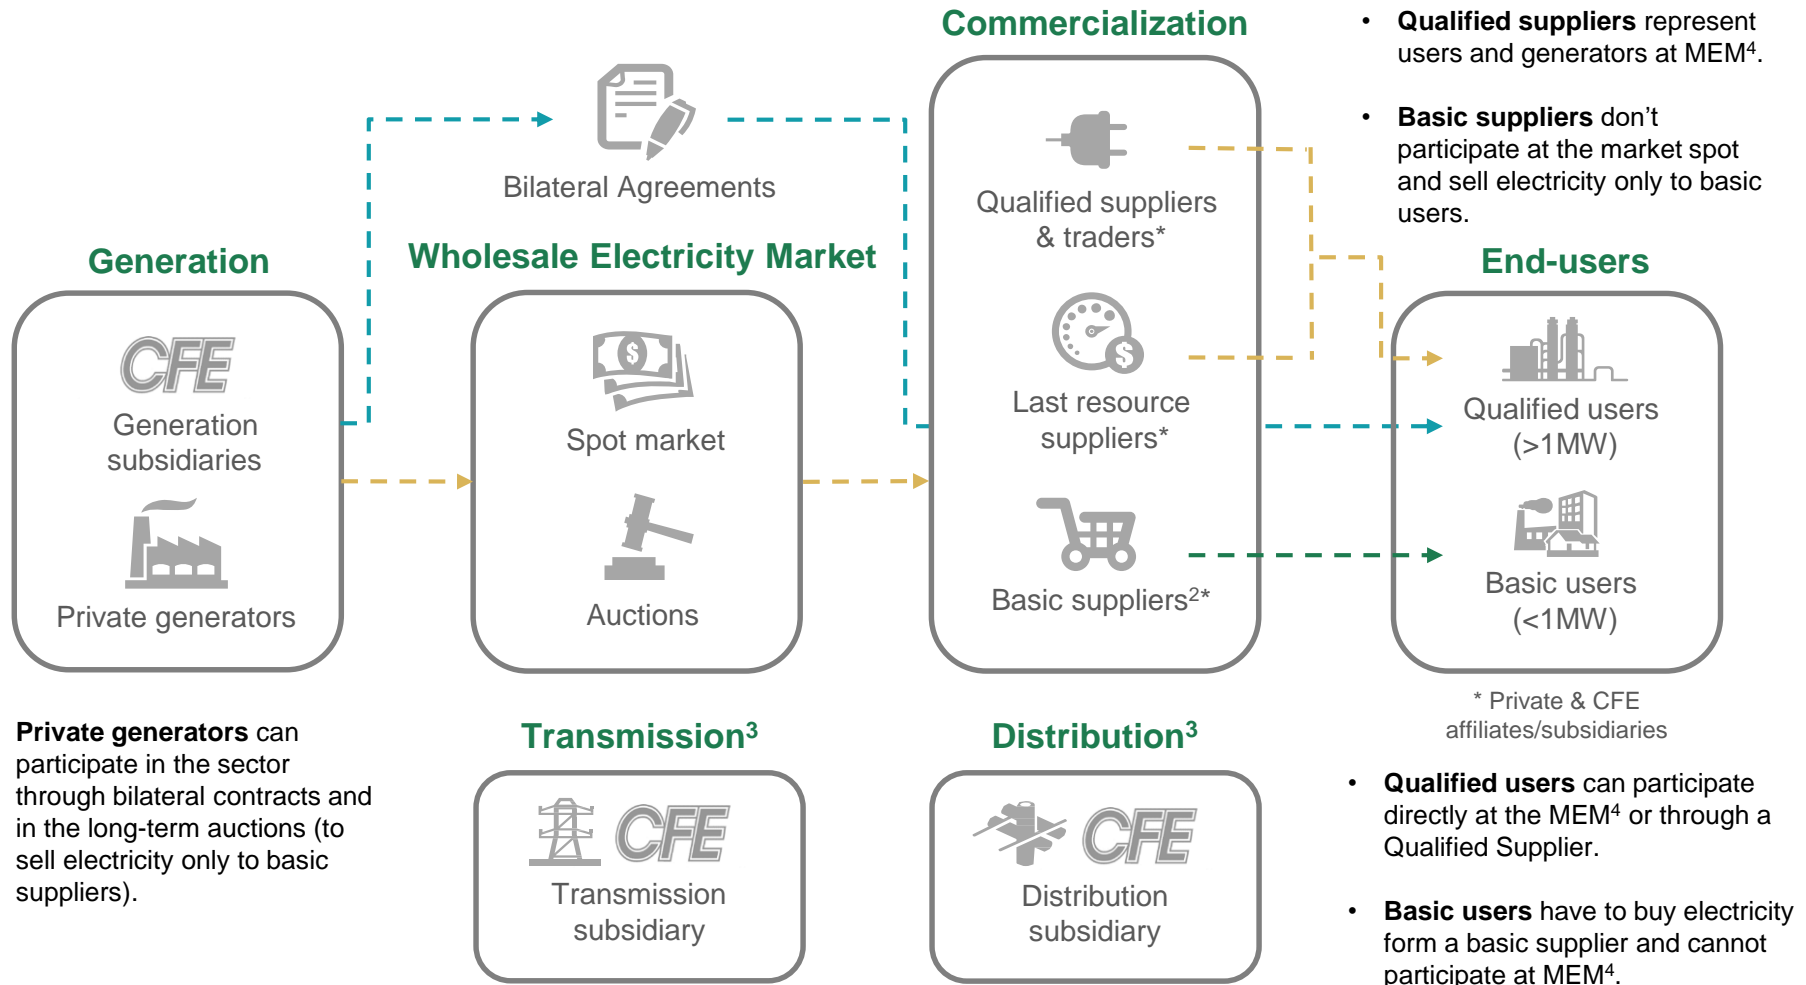 Commercialization
• Qualified suppliers represent
users and generators at MEM⁴.
• Basic suppliers don't
participate at the market spot
and sell electricity only to basic
users.
Bilateral Agreements
Qualified suppliers
& traders*
Generation
Wholesale Electricity Market
End-users
CFE
Generation
subsidiaries
Private generators
$
Spot market
Auctions
$
Last resource
suppliers*
Basic suppliers²*
Qualified users
(>1MW)
Basic users
(<1MW)
* Private & CFE
affiliates/subsidiaries
Private generators can
participate in the sector
through bilateral contracts and
in the long-term auctions (to
sell electricity only to basic
suppliers).
Transmission³
CFE
Transmission
subsidiary
Distribution³
CFE
Distribution
subsidiary
• Qualified users can participate
directly at the MEM⁴ or through a
Qualified Supplier.
• Basic users have to buy electricity
form a basic supplier and cannot
participate at MEM⁴.